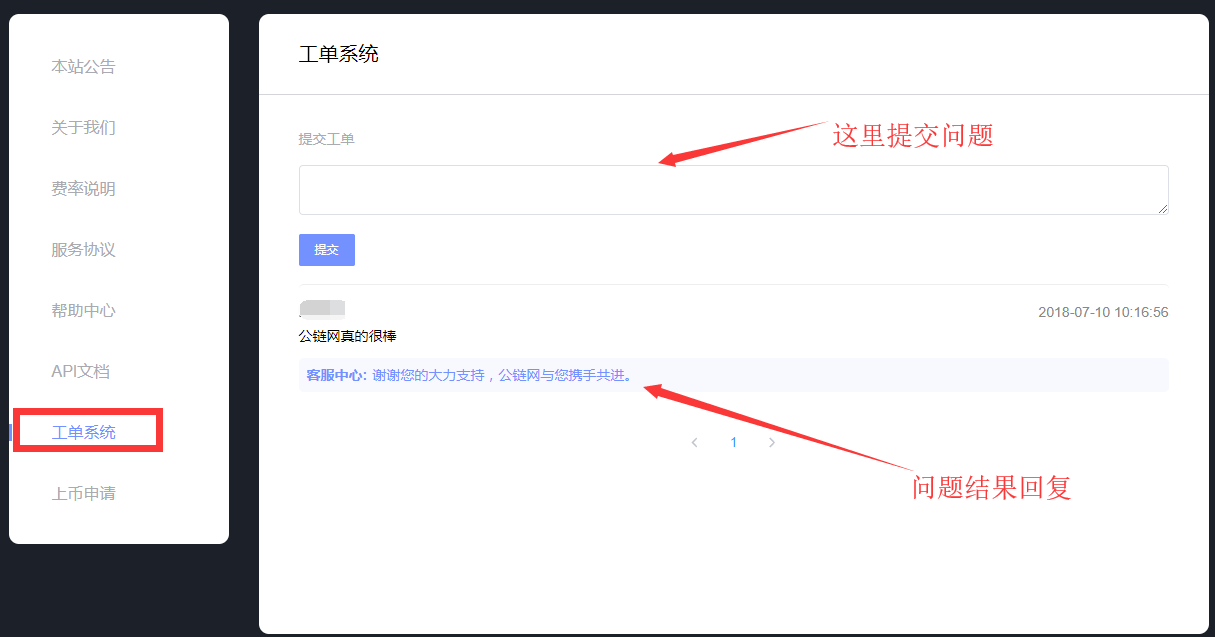 本站公告
关于我们
费率说明
服务协议
帮助中心
API文档
工单系统
上币申请
工单系统
提交工单
这里提交问题
提交
2018-07-10 10:16:56
公链网真的很棒
客服中心: 谢谢您的大力支持，公链网与您携手共进。
1
问题结果回复